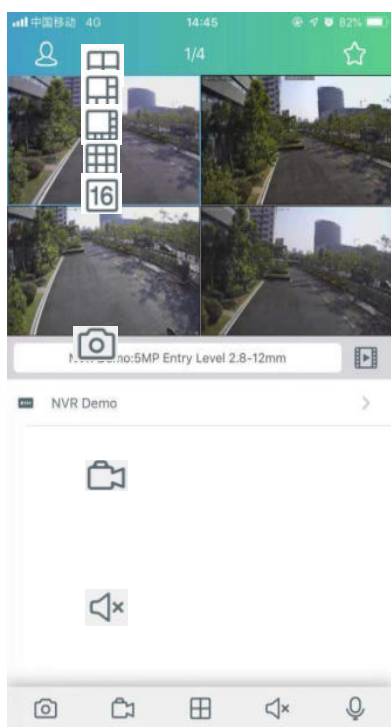 中国移动 4G 14:45 82%
1/4
16
NVR Demo:5MP Entry Level 2.8-12mm
NVR Demo